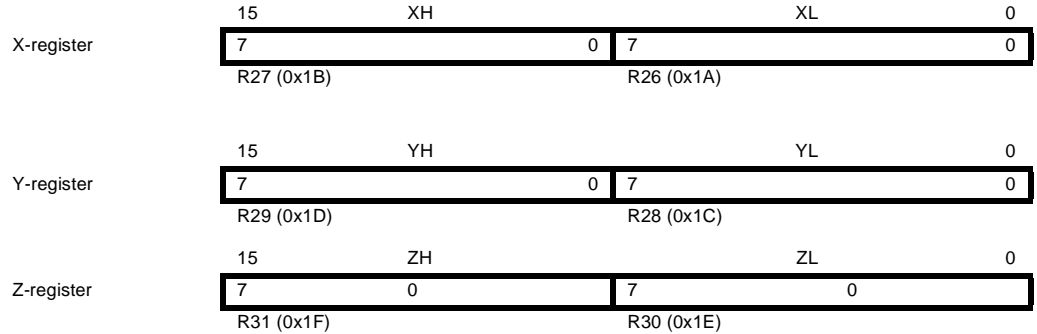 15 XH XL 0
X-register 7 0 7 0
R27 (0x1B) R26 (0x1A)
15 YH YL 0
Y-register 7 0 7 0
R29 (0x1D) R28 (0x1C)
15 ZH ZL 0
Z-register 7 0 7 0
R31 (0x1F) R30 (0x1E)